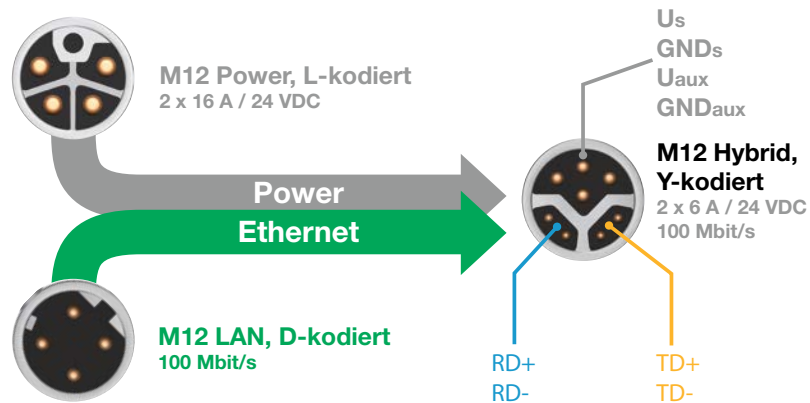 Us
GNDs
Uaux
GNDaux
M12 Power, L-kodiert
2 x 16 A / 24 VDC
M12 Hybrid,
Y-kodiert
2 x 6 A / 24 VDC
100 Mbit/s
Power
Ethernet
M12 LAN, D-kodiert
100 Mbit/s
RD+
RD-
TD+
TD-